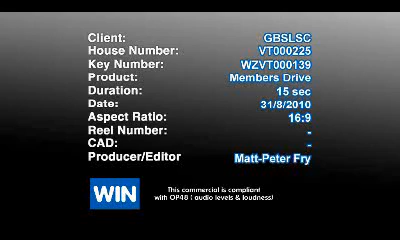 Client: GBSLSC
House Number: VT000225
Key Number: WZVT000139
Product: Members Drive
Duration: 15 sec
Date: 31/8/2010
Aspect Ratio: 16:9
Reel Number: -
CAD: -
Producer/Editor Matt-Peter Fry
WIN
This commercial is compliant
with OP48 ( audio levels & loudness)